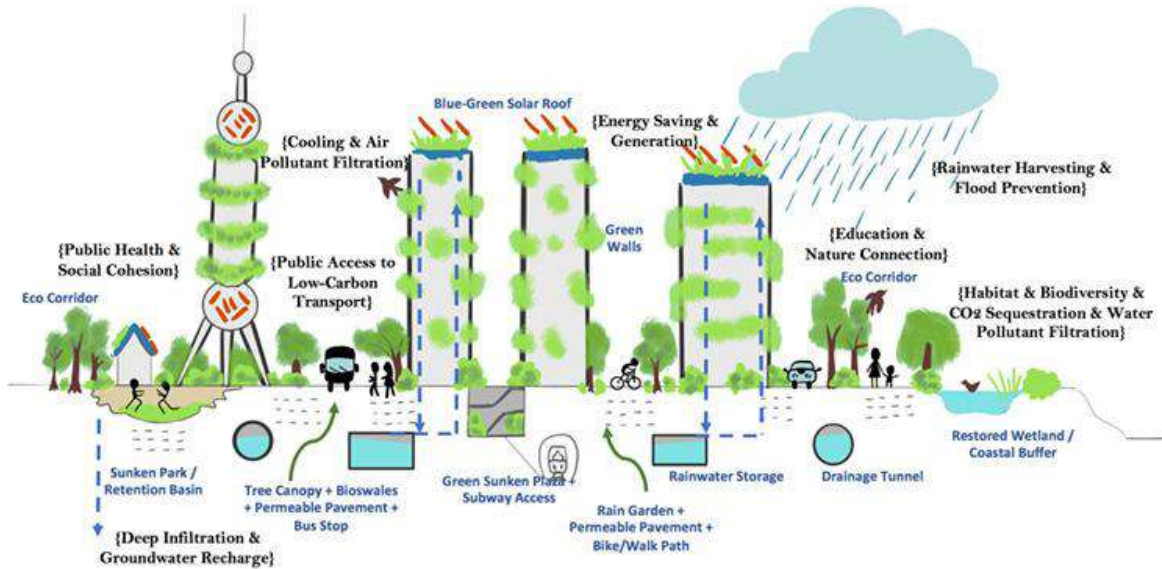 Blue-Green Solar Roof
{Cooling & Air
Pollutant Filtration}
{Energy Saving &
Generation}
{Rainwater Harvesting &
Flood Prevention}
{Public Health &
Social Cohesion}
{Public Access to
Low-Carbon
Transport}
Green
Walls
{Education &
Nature Connection}
Eco Corridor
Eco Corridor
{Habitat & Biodiversity &
CO2 Sequestration & Water
Pollutant Filtration}
Sunken Park /
Retention Basin
Tree Canopy + Bioswales
+ Permeable Pavement +
Bus Stop
Green Sunken Plaza +
Subway Access
Rain Garden +
Permeable Pavement +
Bike/Walk Path
Rainwater Storage
Drainage Tunnel
Restored Wetland /
Coastal Buffer
{Deep Infiltration &
Groundwater Recharge}